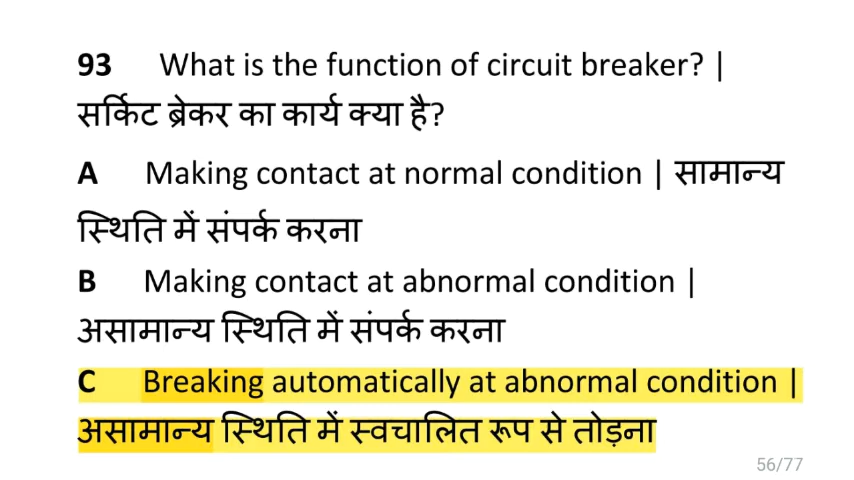 93 What is the function of circuit breaker? |
सर्किट ब्रेकर का कार्य क्या है?
A Making contact at normal condition | सामान्य
स्थिति में संपर्क करना
B Making contact at abnormal condition |
असामान्य स्थिति में संपर्क करना
C Breaking automatically at abnormal condition |
असामान्य स्थिति में स्वचालित रूप से तोड़ना
56/77